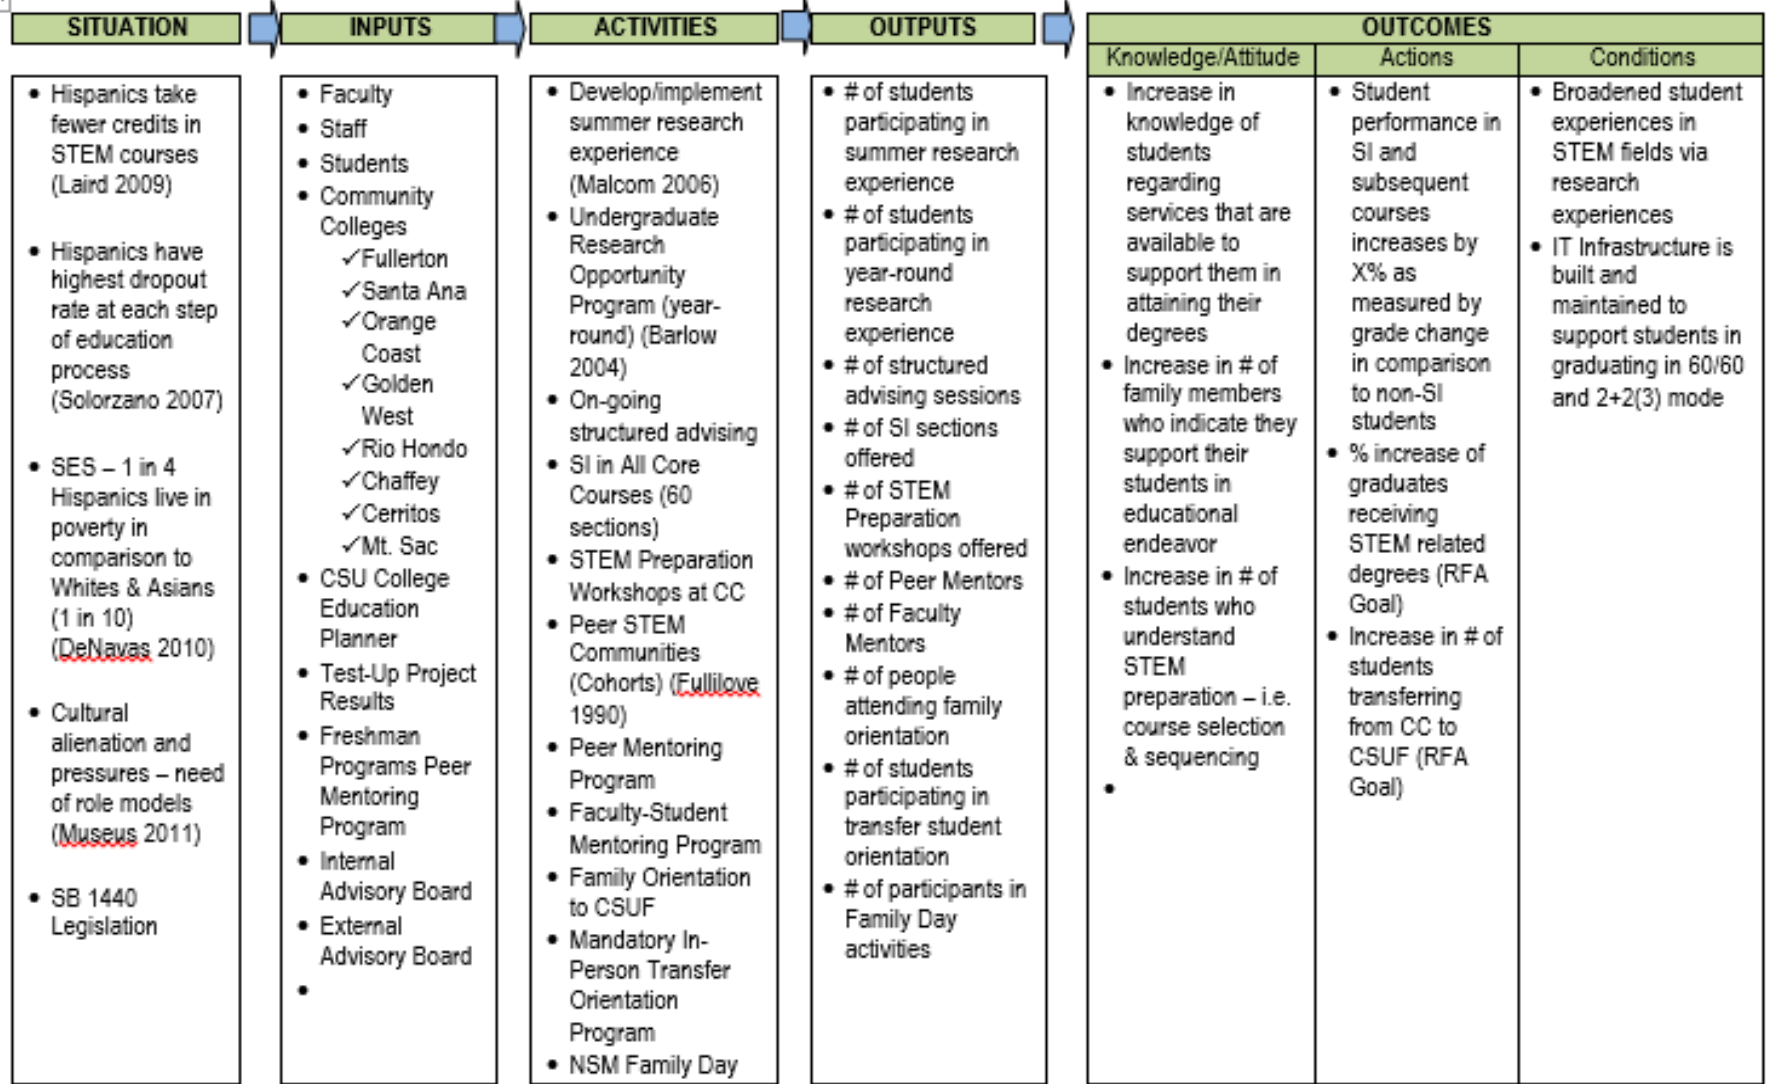 SITUATION
INPUTS
ACTIVITIES
OUTPUTS
OUTCOMES
Knowledge/Attitude
Actions
Conditions
• Hispanics take
fewer credits in
STEM courses
(Laird 2009)
• Hispanics have
highest dropout
rate at each step
of education
process
(Solorzano 2007)
• SES – 1 in 4
Hispanics live in
poverty in
comparison to
Whites & Asians
(1 in 10)
(DeNavas 2010)
• Cultural
alienation and
pressures – need
of role models
(Museus 2011)
• SB 1440
Legislation
• Faculty
• Staff
• Students
• Community
Colleges
✓Fullerton
✓Santa Ana
✓Orange
Coast
✓Golden
West
✓Rio Hondo
✓Chaffey
✓Cerritos
✓Mt. Sac
• CSU College
Education
Planner
• Test-Up Project
Results
• Freshman
Programs Peer
Mentoring
Program
• Internal
Advisory Board
• External
Advisory Board
•
• Develop/implement
summer research
experience
(Malcom 2006)
• Undergraduate
Research
Opportunity
Program (year-
round) (Barlow
2004)
• On-going
structured advising
• SI in All Core
Courses (60
sections)
• STEM Preparation
Workshops at CC
• Peer STEM
Communities
(Cohorts) (Fullilove
1990)
• Peer Mentoring
Program
• Faculty-Student
Mentoring Program
• Family Orientation
to CSUF
• Mandatory In-
Person Transfer
Orientation
Program
• NSM Family Day
• # of students
participating in
summer research
experience
• # of students
participating in
year-round
research
experience
• # of structured
advising sessions
• # of SI sections
offered
• # of STEM
Preparation
workshops offered
• # of Peer Mentors
• # of Faculty
Mentors
• # of people
attending family
orientation
• # of students
participating in
transfer student
orientation
• # of participants in
Family Day
activities
• Increase in
knowledge of
students
regarding
services that are
available to
support them in
attaining their
degrees
• Increase in # of
family members
who indicate they
support their
students in
educational
endeavor
• Increase in # of
students who
understand
STEM
preparation – i.e.
course selection
& sequencing
•
• Student
performance in
SI and
subsequent
courses
increases by
X% as
measured by
grade change
in comparison
to non-SI
students
• % increase of
graduates
receiving
STEM related
degrees (RFA
Goal)
• Increase in # of
students
transferring
from CC to
CSUF (RFA
Goal)
• Broadened student
experiences in
STEM fields via
research
experiences
• IT Infrastructure is
built and
maintained to
support students in
graduating in 60/60
and 2+2(3) mode